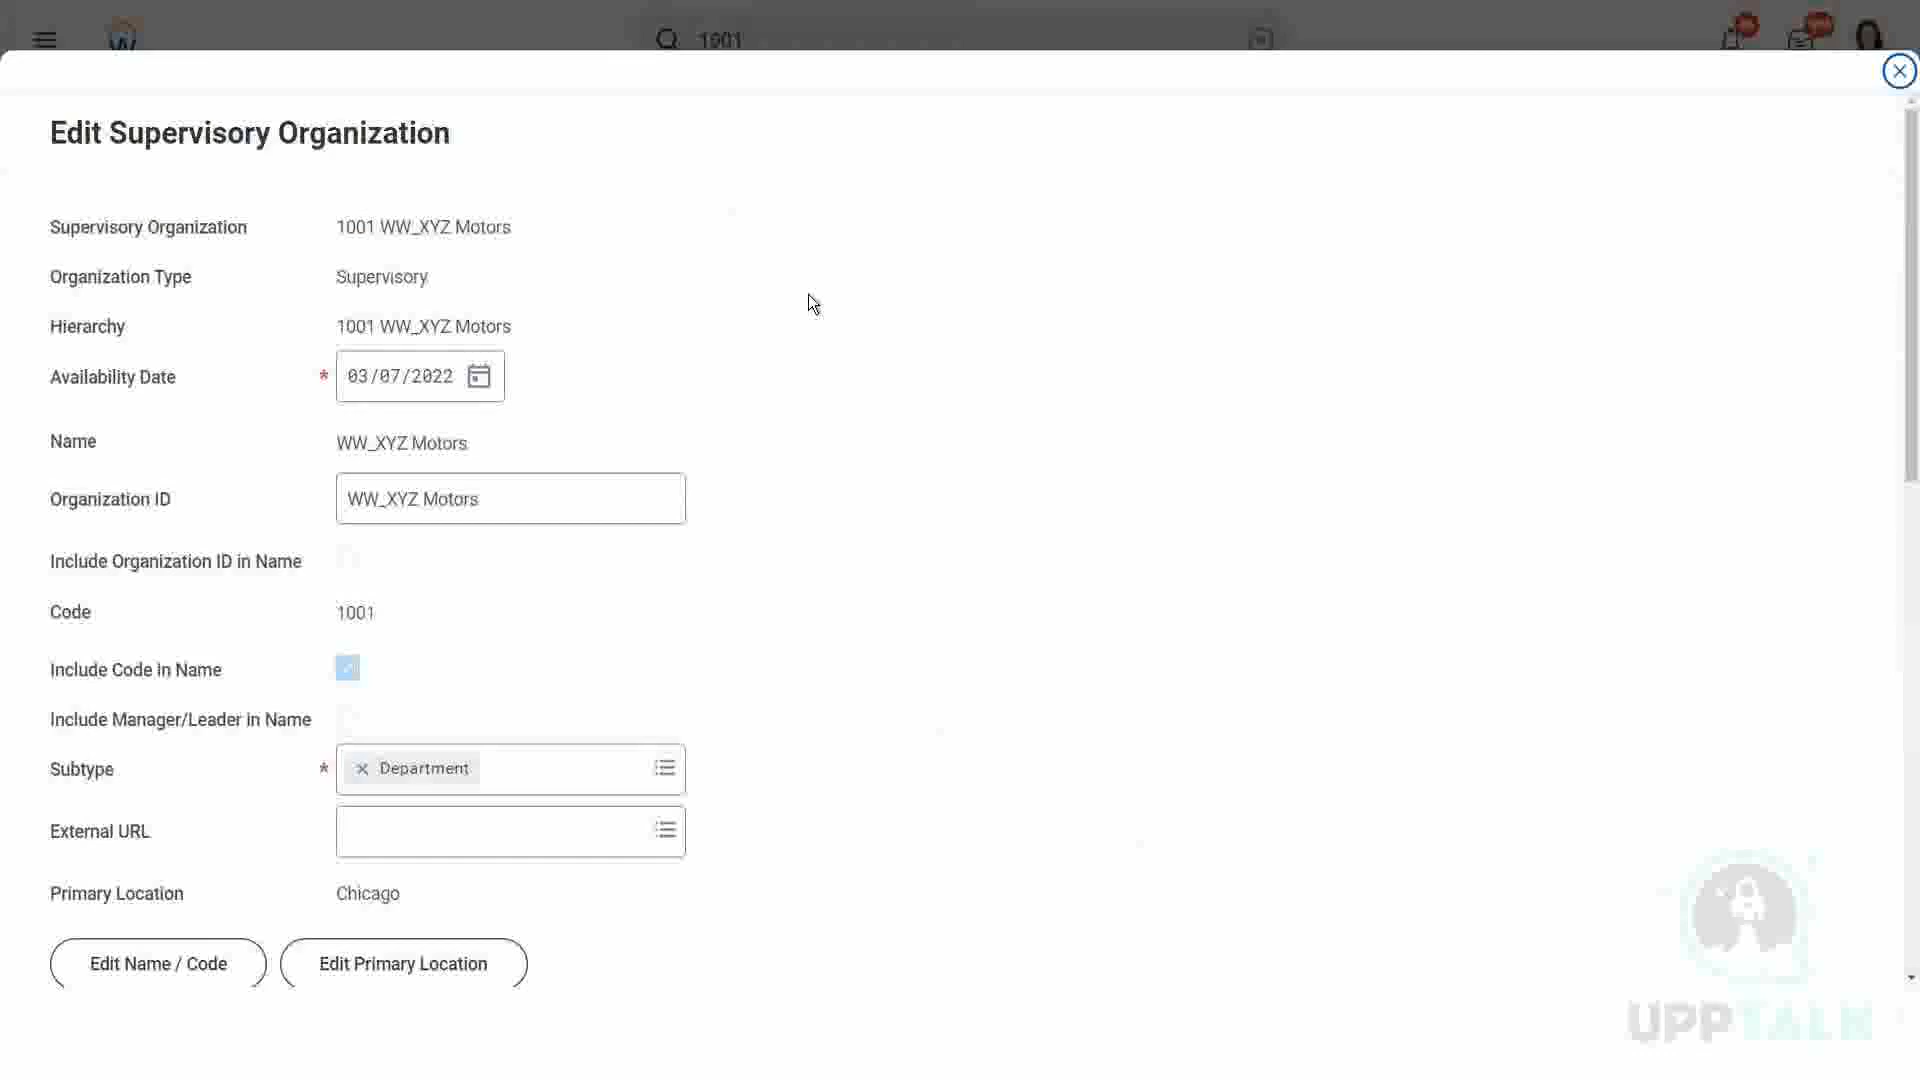 1001
Edit Supervisory Organization
Supervisory Organization 1001 WW_XYZ Motors
Organization Type Supervisory
Hierarchy 1001 WW_XYZ Motors
Availability Date * 03/07/2022
Name WW_XYZ Motors
Organization ID WW_XYZ Motors
Include Organization ID in Name
Code 1001
Include Code in Name
Include Manager/Leader in Name
Subtype * Department
External URL
Primary Location Chicago
Edit Name / Code Edit Primary Location
UPPTALK